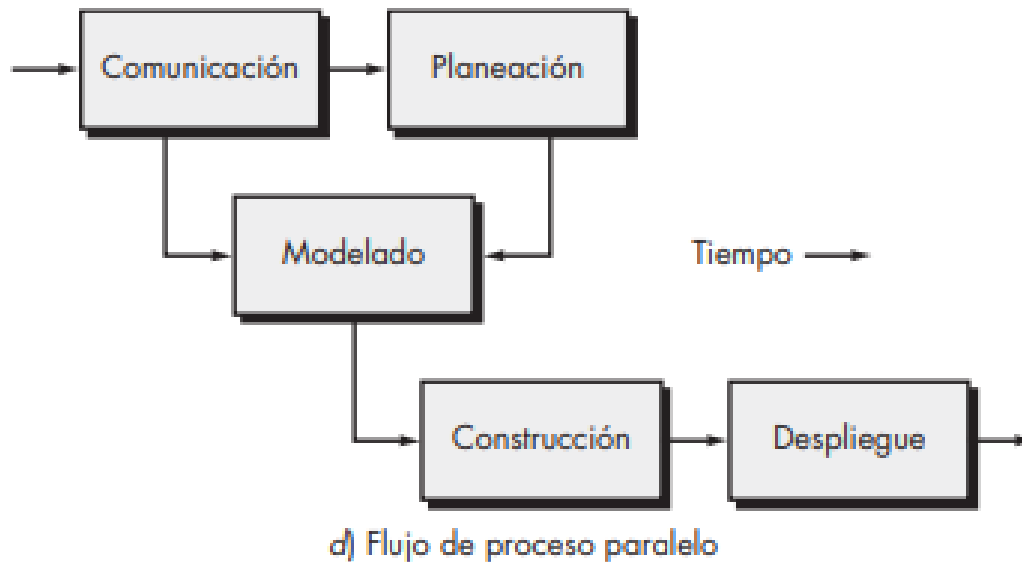 Comunicación
Planeación
Modelado
Tiempo
Construcción
Despliegue
d) Flujo de proceso paralelo